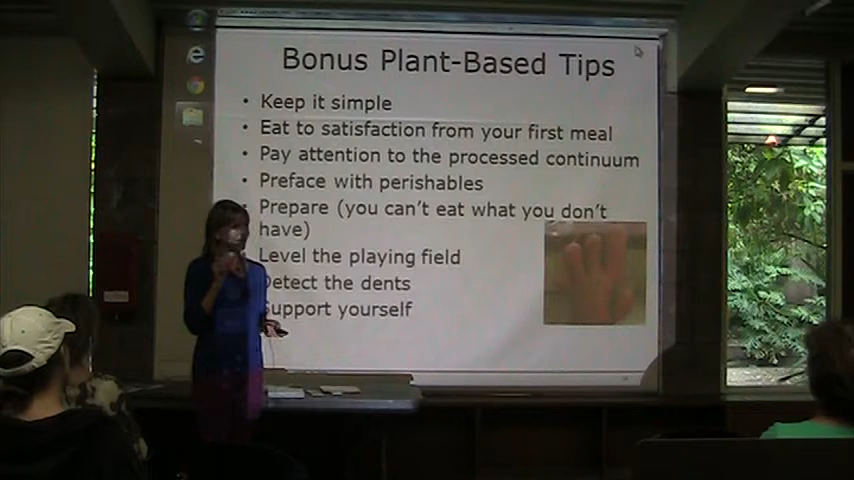 Bonus Plant-Based Tips
• Keep it simple
• Eat to satisfaction from your first meal
• Pay attention to the processed continuum
• Preface with perishables
• Prepare (you can't eat what you don't
have)
Level the playing field
Detect the dents
Support yourself